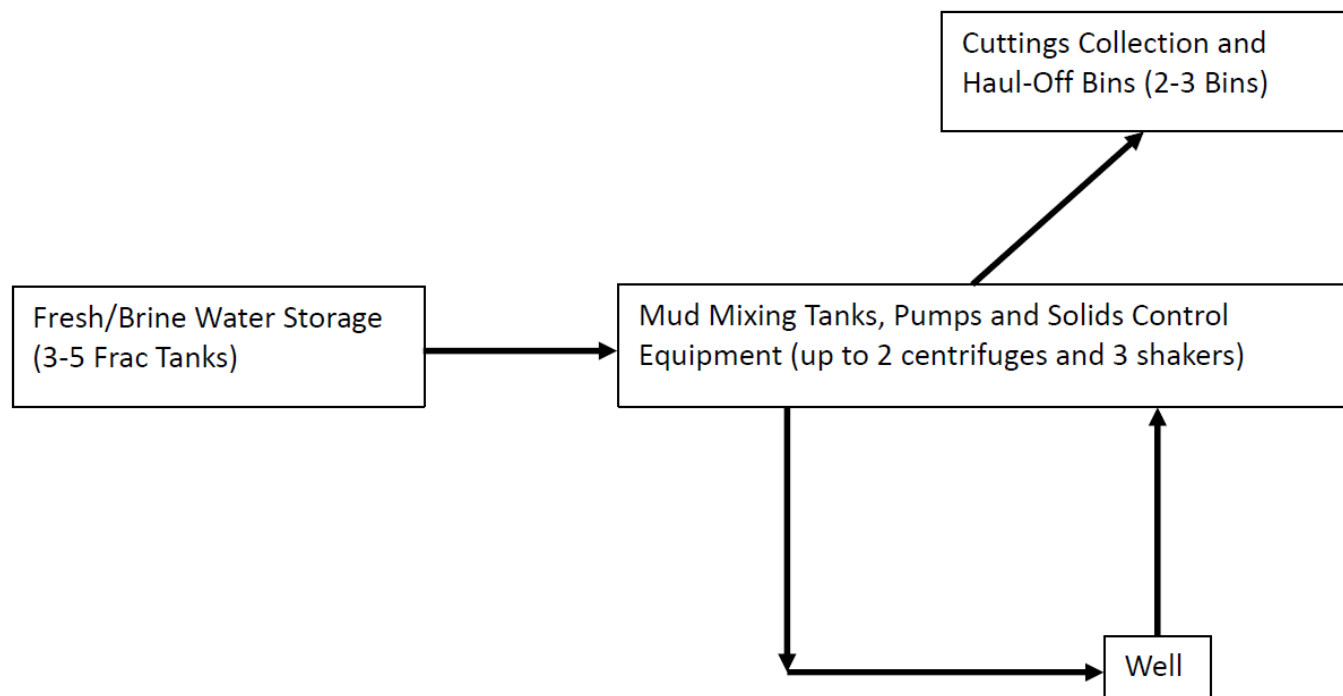 Cuttings Collection and
Haul-Off Bins (2-3 Bins)
Fresh/Brine Water Storage
(3-5 Frac Tanks)
Mud Mixing Tanks, Pumps and Solids Control
Equipment (up to 2 centrifuges and 3 shakers)
Well